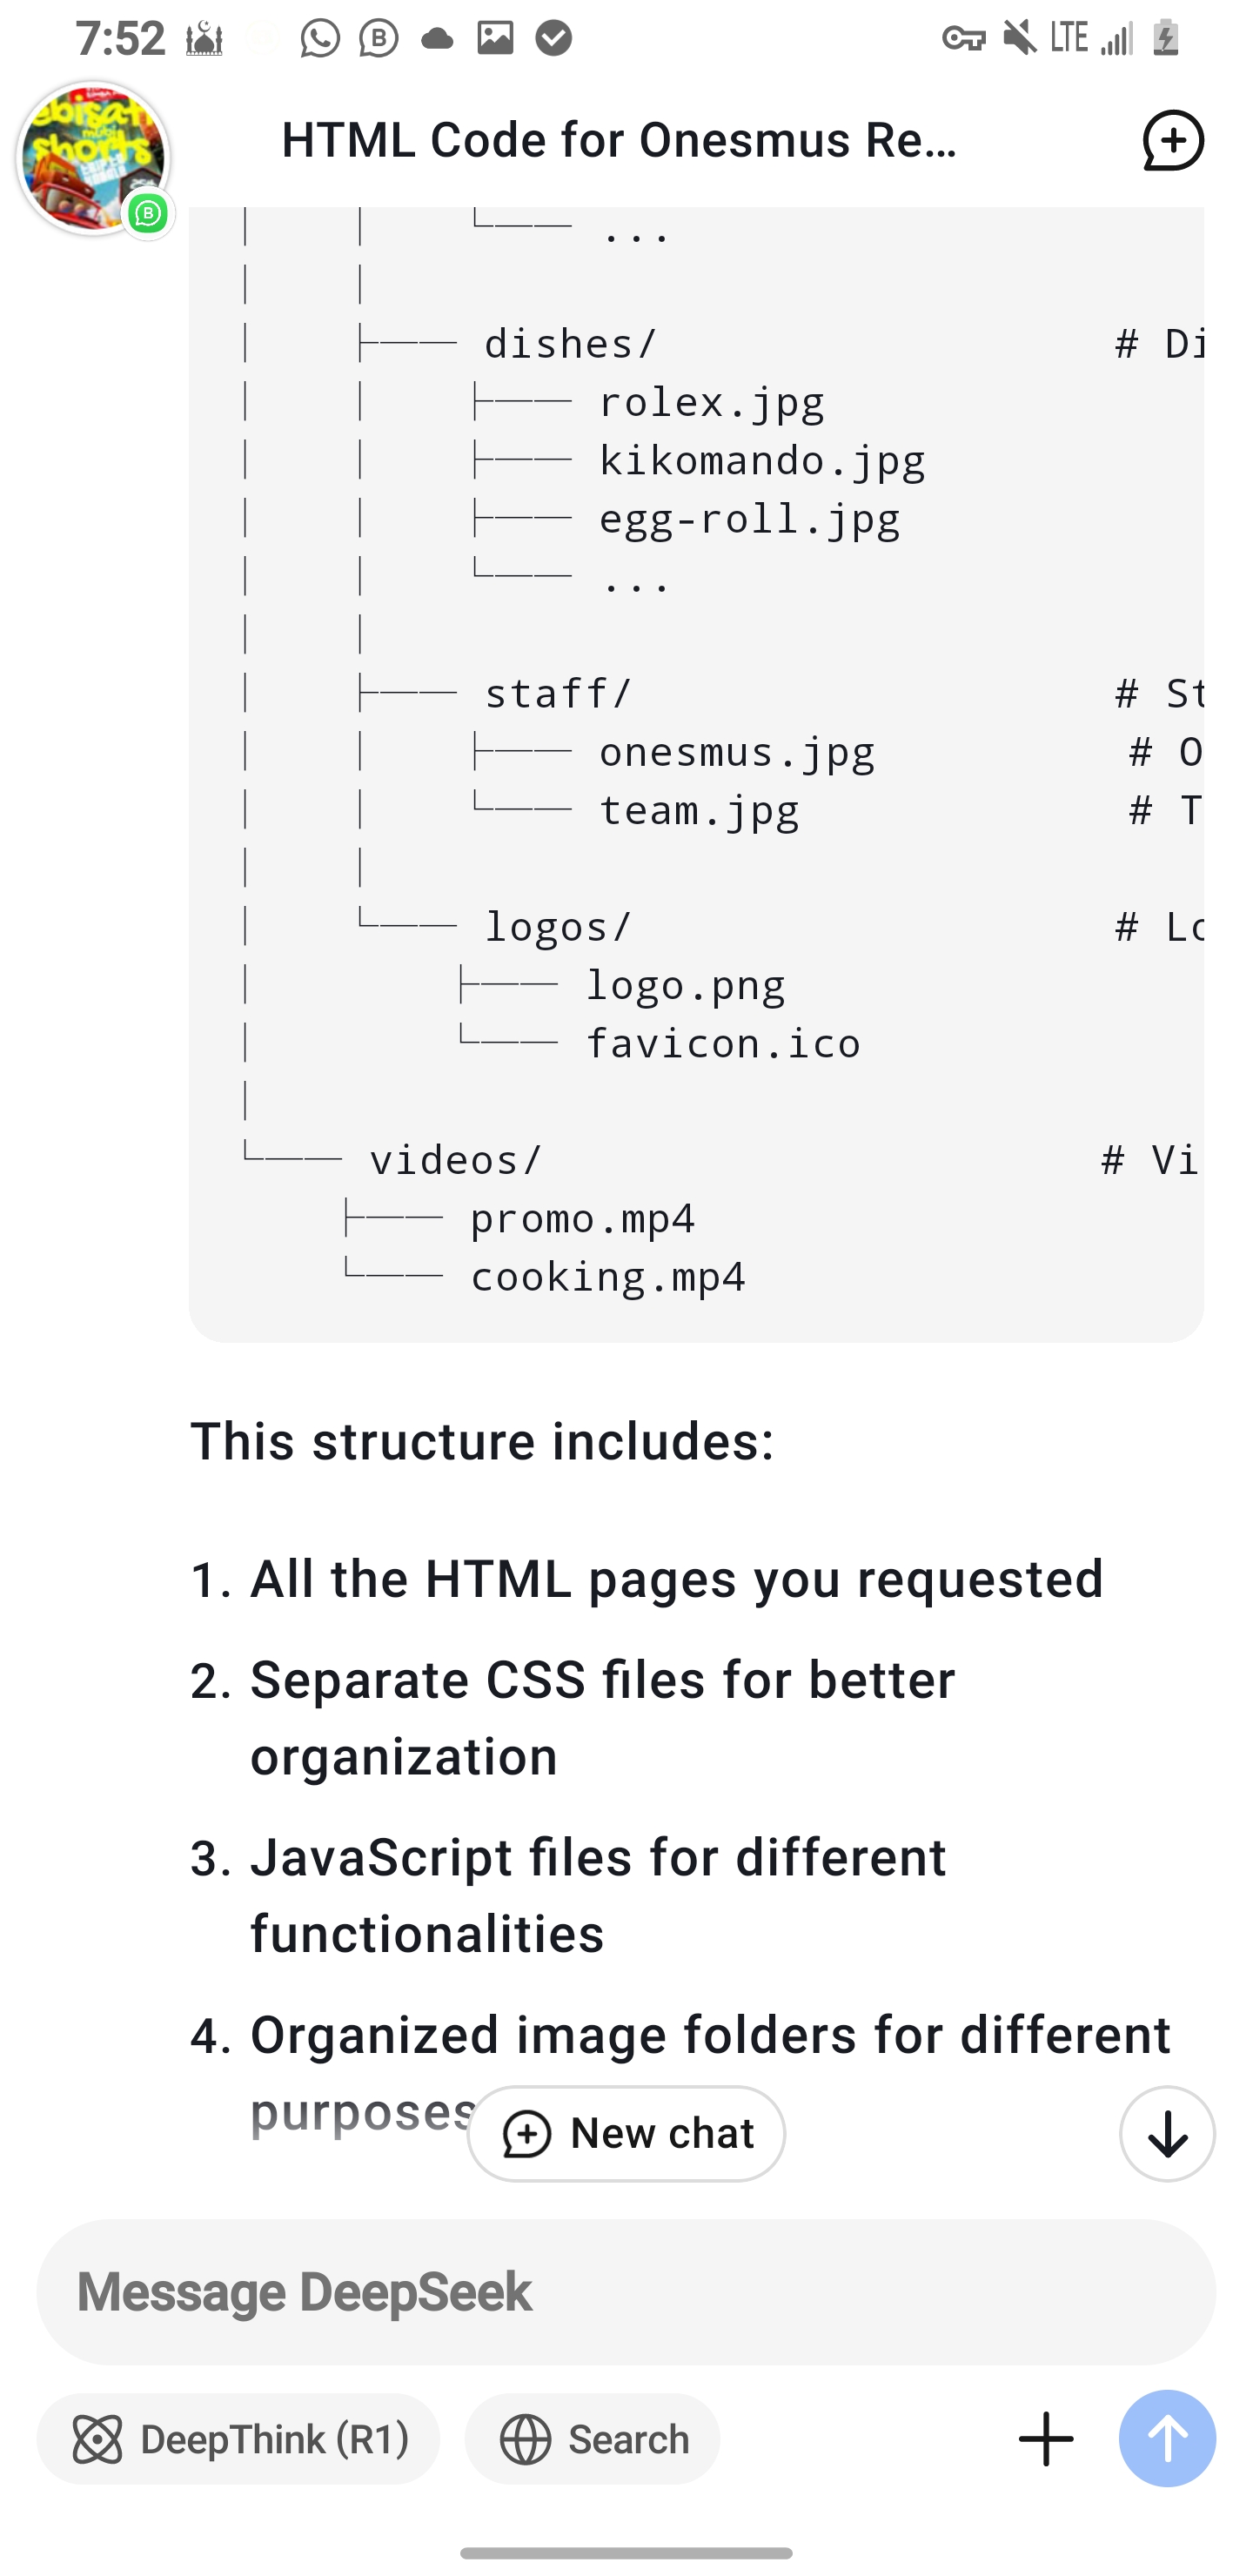 7:52 LTE
ebisati
shorts
HTML Code for Onesmus Re...
└── ...
├── dishes/ # Di
├── rolex.jpg
├── kikomando.jpg
├── egg-roll.jpg
└── ...
├── staff/ # St
├── onesmus.jpg # O
└── team.jpg # T
└── logos/ # Lo
├── logo.png
└── favicon.ico
└── videos/ # Vi
├── promo.mp4
└── cooking.mp4
This structure includes:
1. All the HTML pages you requested
2. Separate CSS files for better
organization
3. JavaScript files for different
functionalities
4. Organized image folders for different
purposes
New chat
Message DeepSeek
DeepThink (R1) Search